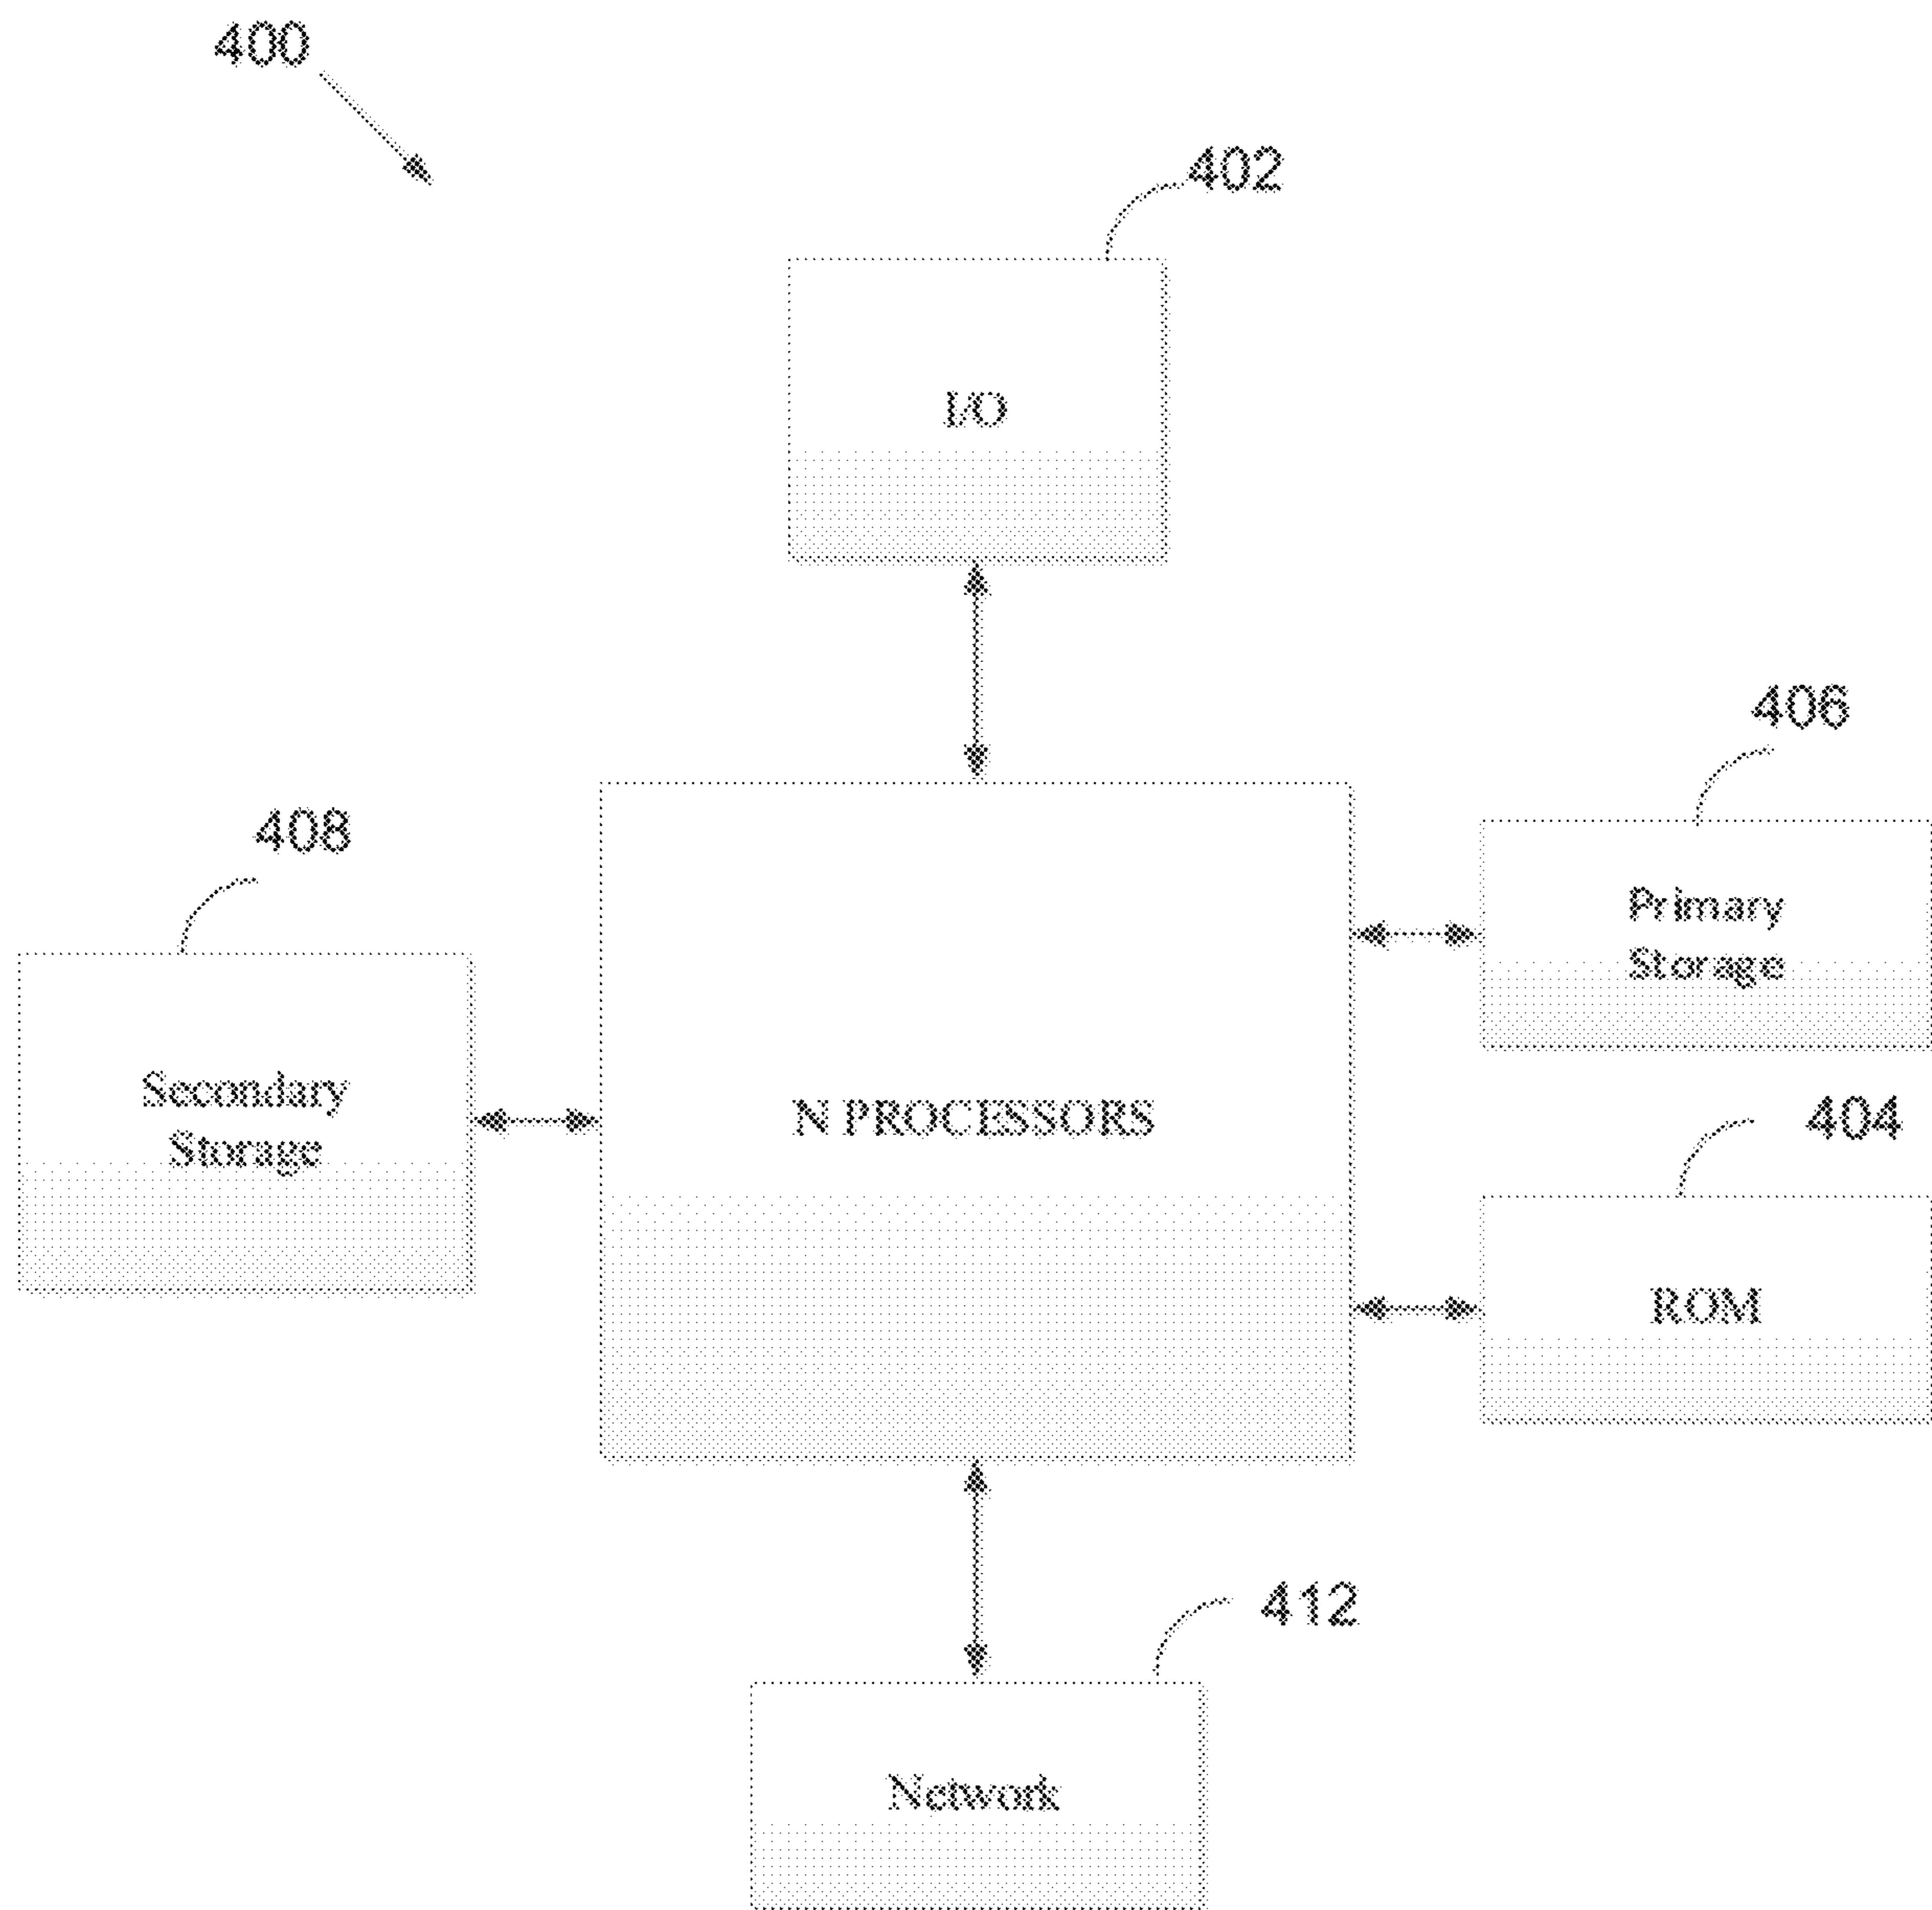 400
402
I/O
406
408
Primary
Storage
Secondary
Storage
N PROCESSORS
404
ROM
412
Network